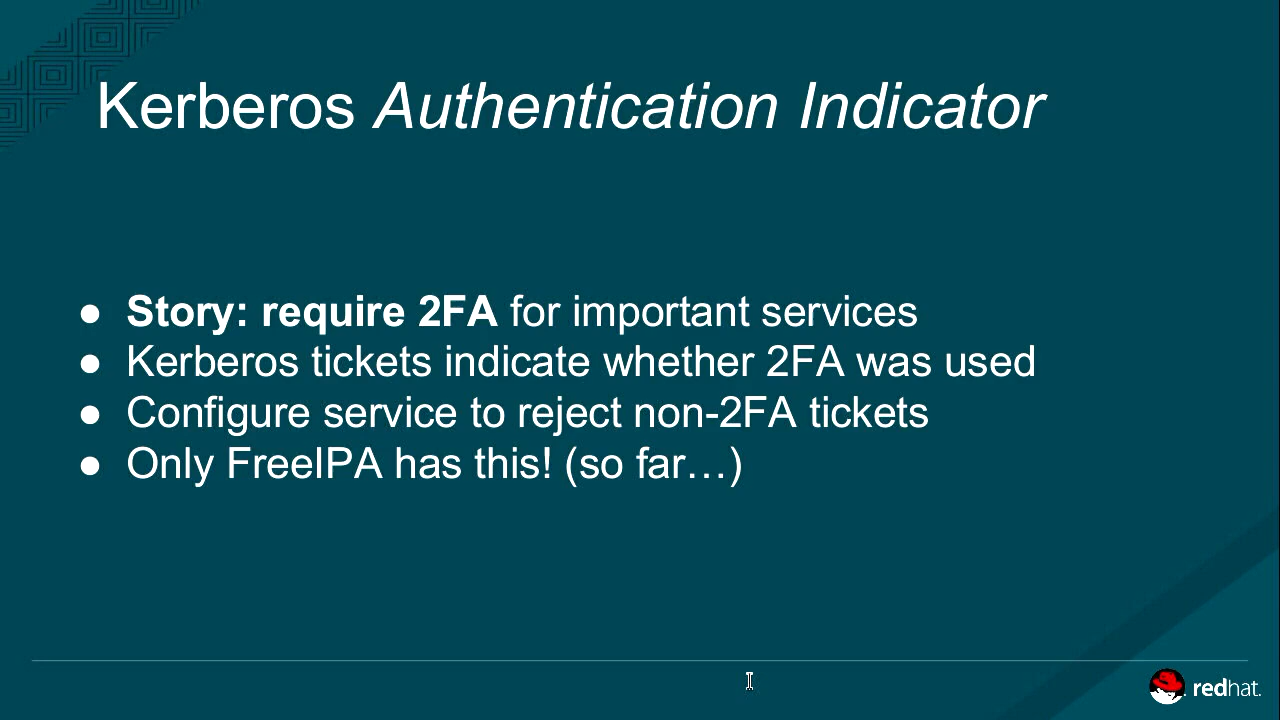 Kerberos Authentication Indicator
● Story: require 2FA for important services
● Kerberos tickets indicate whether 2FA was used
● Configure service to reject non-2FA tickets
● Only FreeIPA has this! (so far…)
redhat.